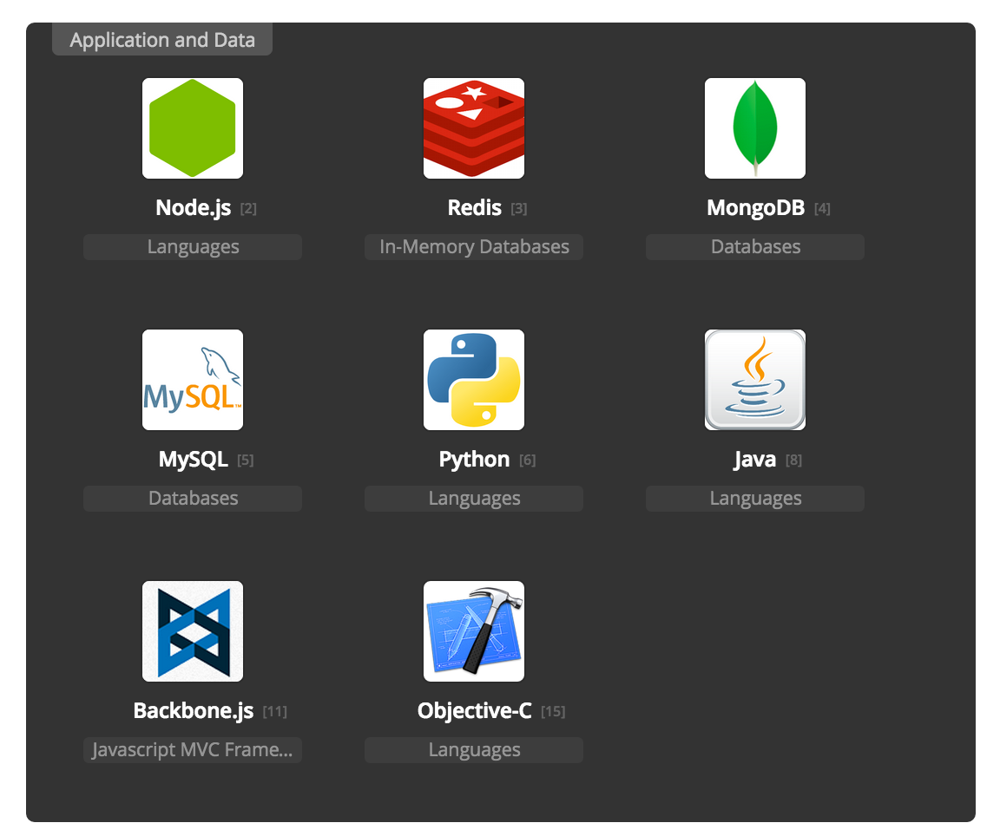 Application and Data
Node.js [2]
Languages
Redis [3]
In-Memory Databases
MongoDB [4]
Databases
MySQL™
MySQL [5]
Databases
Python [6]
Languages
Java [8]
Languages
Backbone.js [11]
Javascript MVC Frame...
Objective-C [15]
Languages